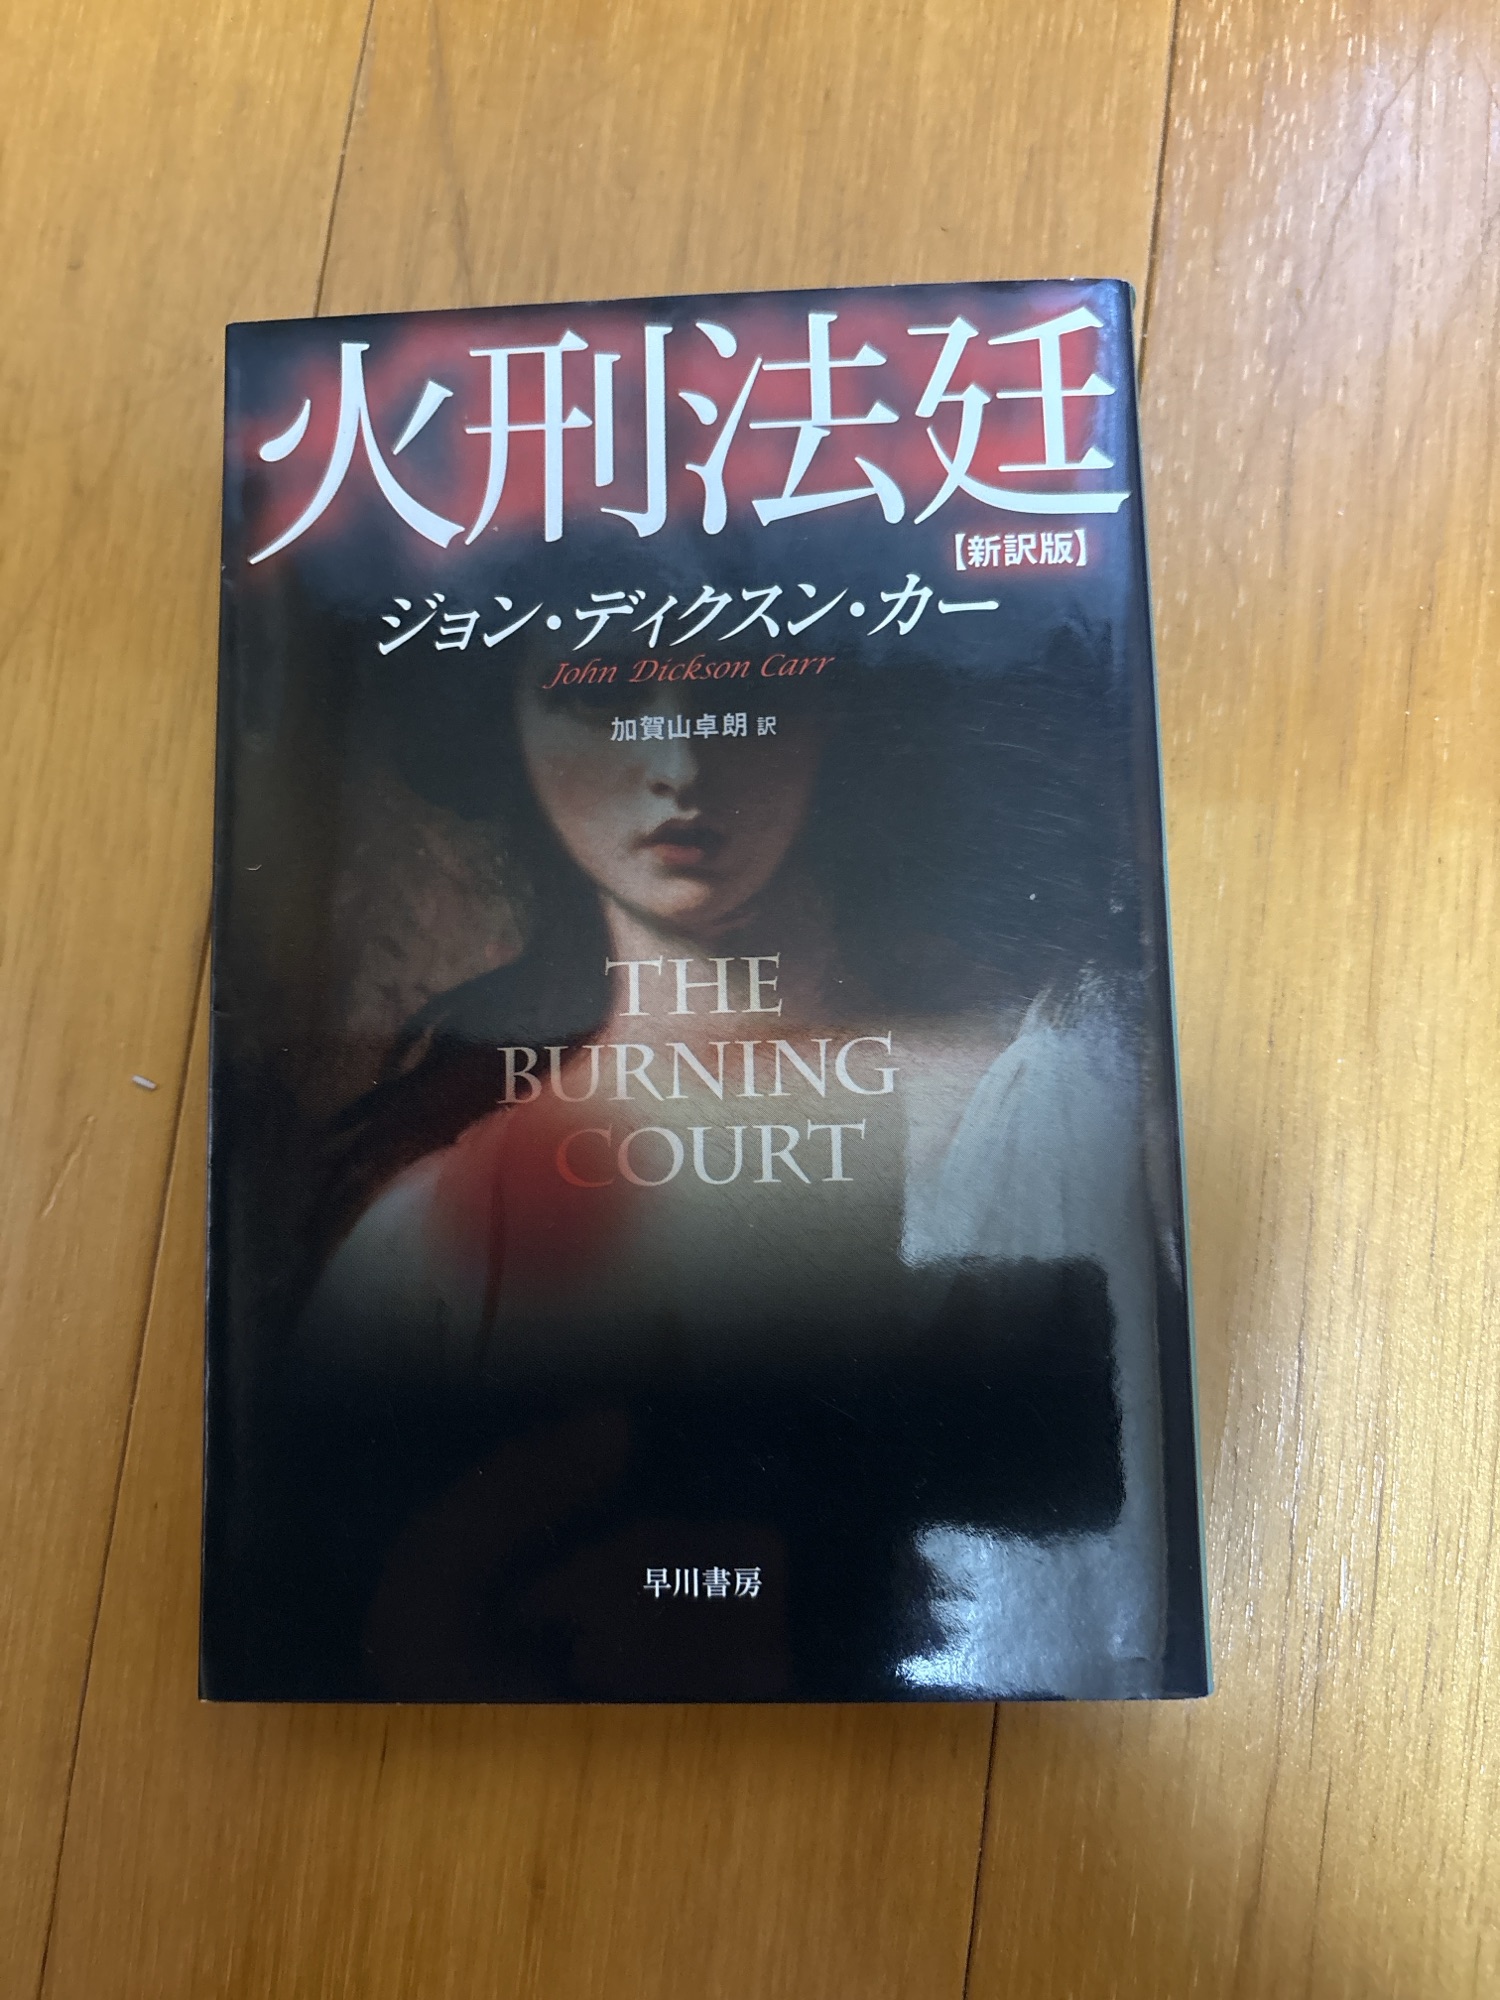 火刑法廷
【新訳版】
ジョン・ディクスン・カー
John Dickson Carr
加賀山卓朗 訳
THE
BURNING
COURT
早川書房